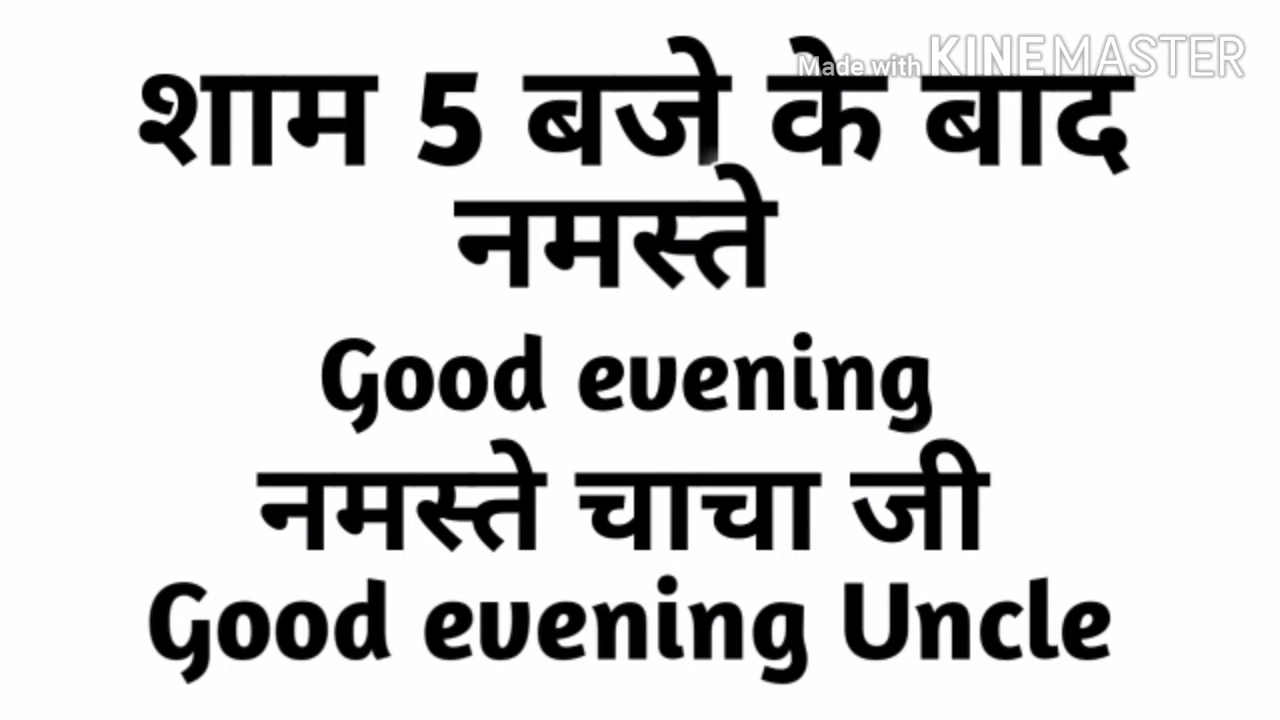 Made with KINEMASTER
शाम 5 बजे के बाद
नमस्ते
Good evening
नमस्ते चाचा जी
Good evening Uncle